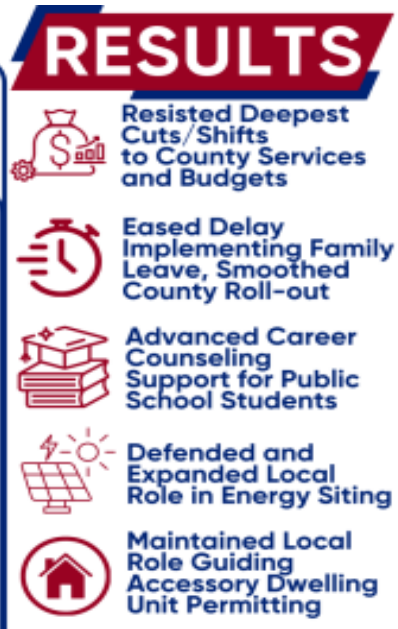 RESULTS
Resisted Deepest
Cuts/Shifts
to County Services
and Budgets
Eased Delay
Implementing Family
Leave, Smoothed
County Roll-out
Advanced Career
Counseling
Support for Public
School Students
Defended and
Expanded Local
Role in Energy Siting
Maintained Local
Role Guiding
Accessory Dwelling
Unit Permitting